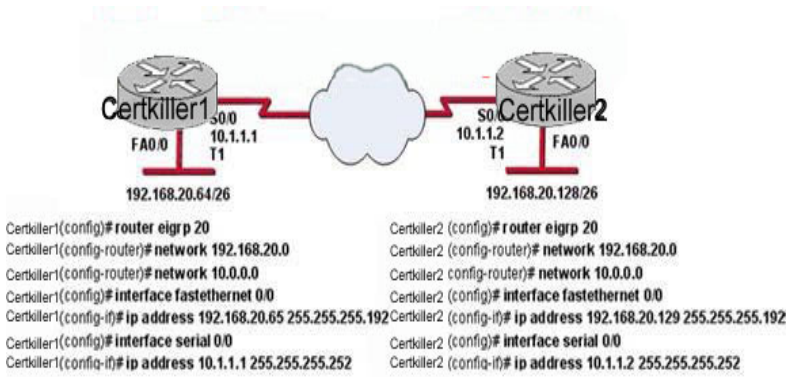 Certkiller1
Certkiller2
S0/0
10.1.1.1
T1
S0/0
10.1.1.2
T1
FA0/0
FA0/0
192.168.20.64/26
192.168.20.128/26
Certkiller1(config)# router eigrp 20
Certkiller1(config-router)# network 192.168.20.0
Certkiller1(config-router)# network 10.0.0.0
Certkiller1(config)# interface fastethernet 0/0
Certkiller1(config-if)# ip address 192.168.20.65 255.255.255.192
Certkiller1(config)# interface serial 0/0
Certkiller1(config-if)# ip address 10.1.1.1 255.255.255.252
Certkiller2 (config)# router eigrp 20
Certkiller2 (config-router)# network 192.168.20.0
Certkiller2 config-router)# network 10.0.0.0
Certkiller2 (config)# interface fastethernet 0/0
Certkiller2 (config-if)# ip address 192.168.20.129 255.255.255.192
Certkiller2 (config)# interface serial 0/0
Certkiller2 (config-if)# ip address 10.1.1.2 255.255.255.252